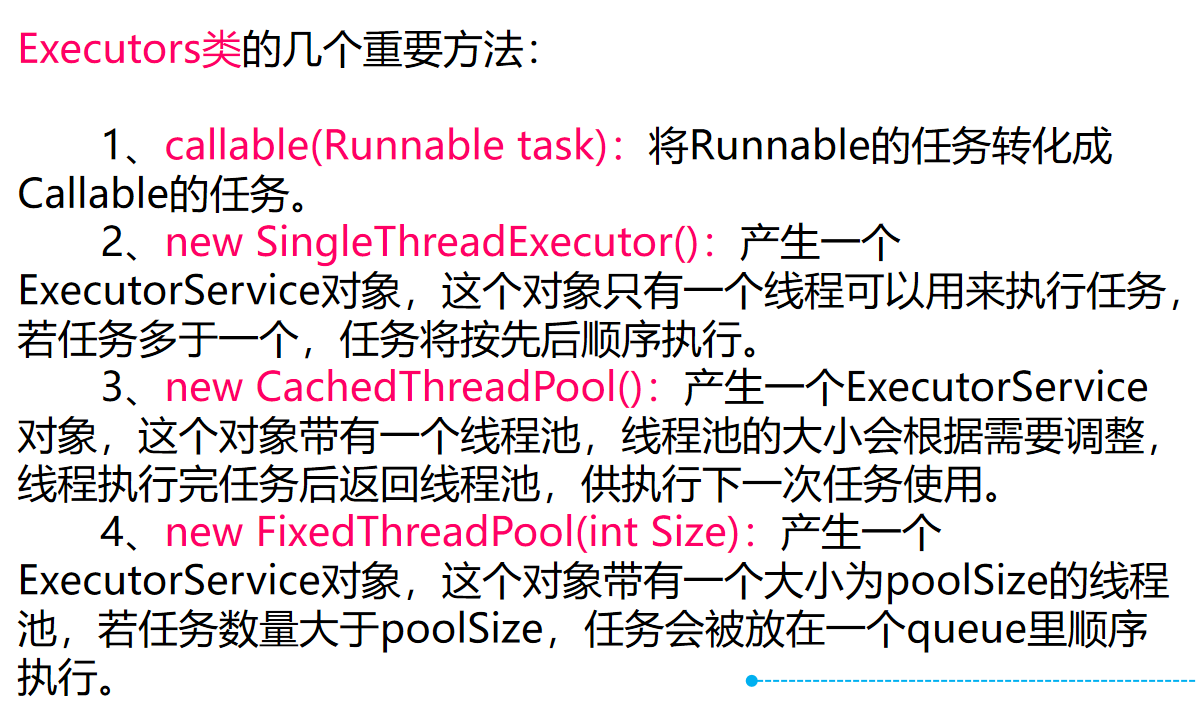 Executors类的几个重要方法：
1、callable(Runnable task)：将Runnable的任务转化成
Callable的任务。
2、new SingleThreadExecutor()：产生一个
ExecutorService对象，这个对象只有一个线程可以用来执行任务，
若任务多于一个，任务将按先后顺序执行。
3、new CachedThreadPool()：产生一个ExecutorService
对象，这个对象带有一个线程池，线程池的大小会根据需要调整，
线程执行完任务后返回线程池，供执行下一次任务使用。
4、new FixedThreadPool(int Size)：产生一个
ExecutorService对象，这个对象带有一个大小为poolSize的线程
池，若任务数量大于poolSize，任务会被放在一个queue里顺序
执行。